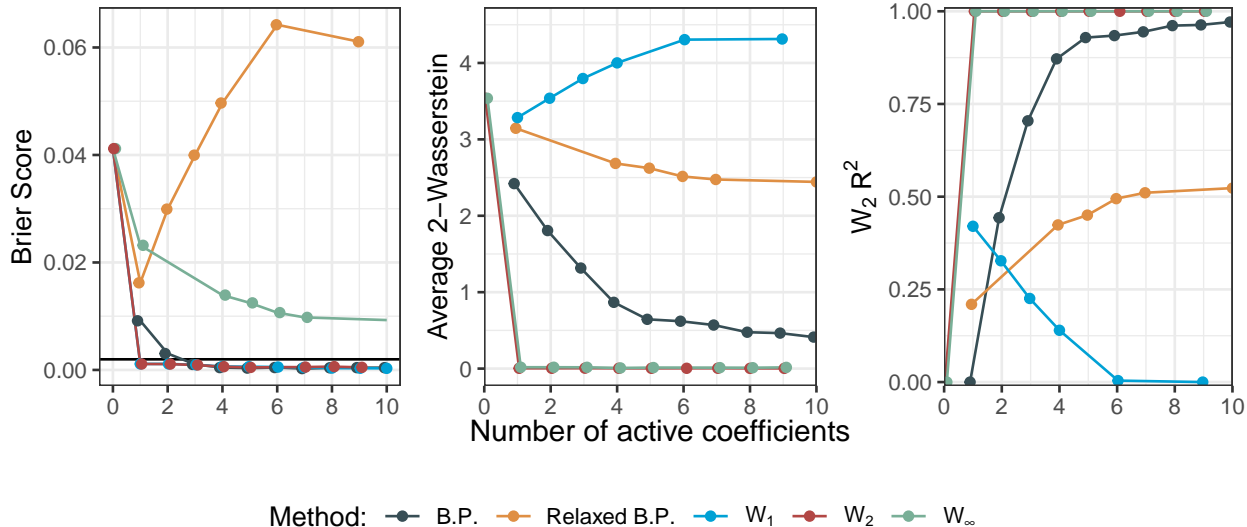 Brier Score
0.06
0.04
0.02
0.00
0 2 4 6 8 10
Average 2−Wasserstein
4
3
2
1
0
0 2 4 6 8 10
W₂ R²
1.00
0.75
0.50
0.25
0.00
0 2 4 6 8 10
Number of active coefficients
Method: B.P. Relaxed B.P. W₁ W₂ W∞